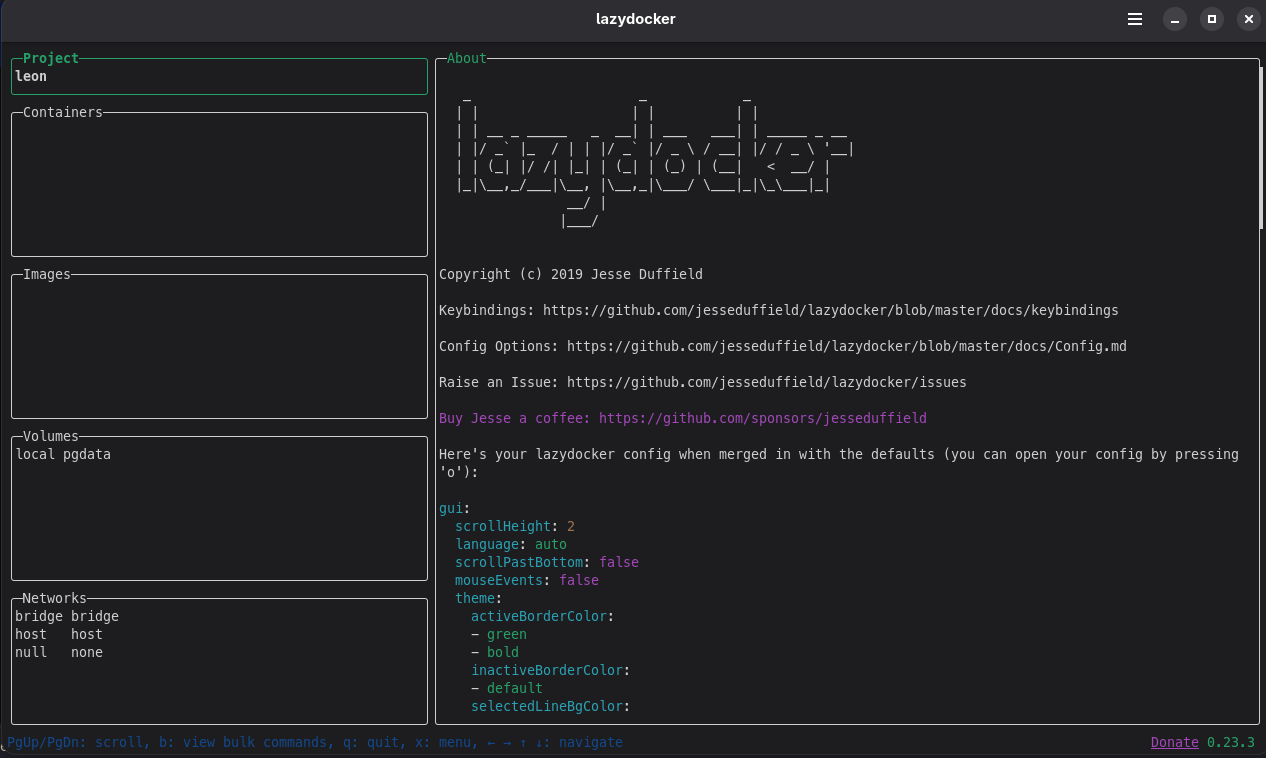 lazydocker
Project
leon
Containers
Images
Volumes
local pgdata
Networks
bridge bridge
host host
null none
About
lazydocker
Copyright (c) 2019 Jesse Duffield
Keybindings: https://github.com/jesseduffield/lazydocker/blob/master/docs/keybindings
Config Options: https://github.com/jesseduffield/lazydocker/blob/master/docs/Config.md
Raise an Issue: https://github.com/jesseduffield/lazydocker/issues
Buy Jesse a coffee: https://github.com/sponsors/jesseduffield
Here's your lazydocker config when merged in with the defaults (you can open your config by pressing
'o'):
gui:
scrollHeight: 2
language: auto
scrollPastBottom: false
mouseEvents: false
theme:
activeBorderColor:
- green
- bold
inactiveBorderColor:
- default
selectedLineBgColor:
PgUp/PgDn: scroll, b: view bulk commands, q: quit, x: menu, ← → ↑ ↓: navigate
Donate 0.23.3